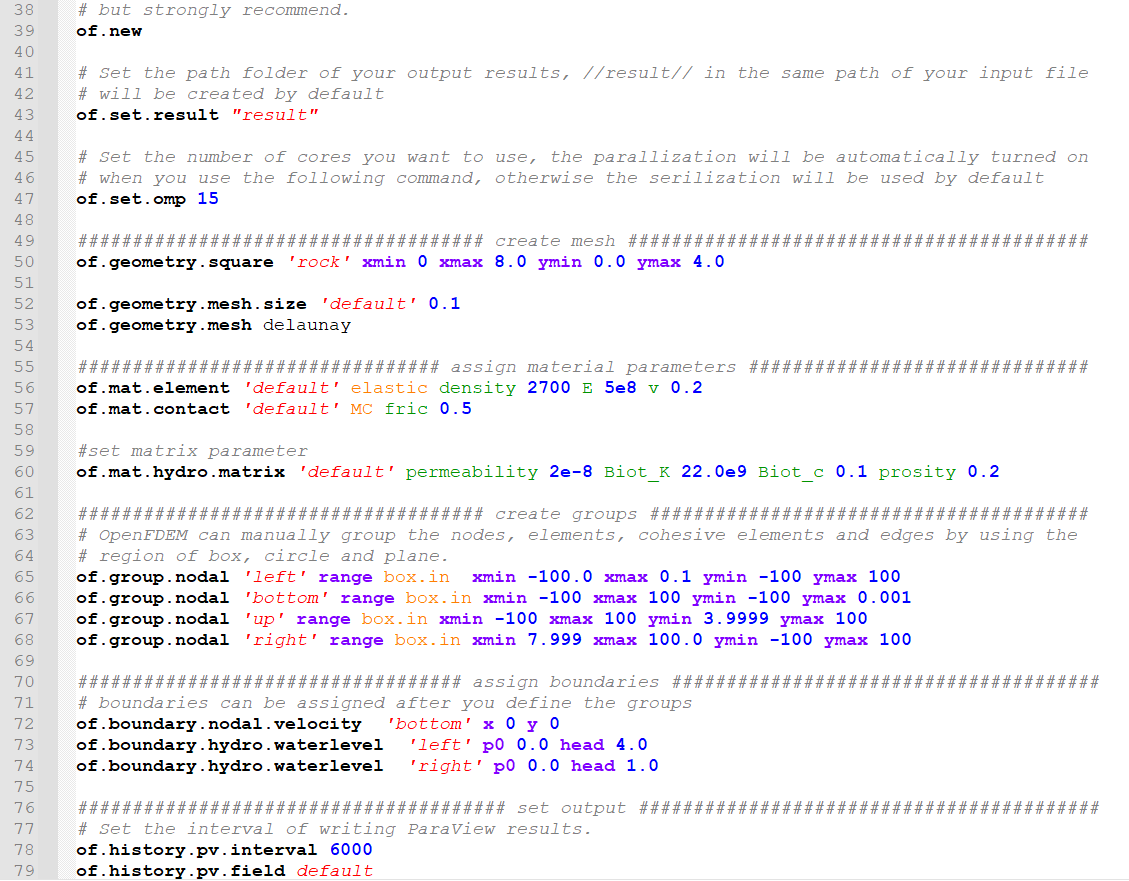 38 # but strongly recommend.
39 of.new
40
41 # Set the path folder of your output results, //result// in the same path of your input file
42 # will be created by default
43 of.set.result "result"
44
45 # Set the number of cores you want to use, the parallization will be automatically turned on
46 # when you use the following command, otherwise the serilization will be used by default
47 of.set.omp 15
48
49 ##################################### create mesh ##########################################
50 of.geometry.square 'rock' xmin 0 xmax 8.0 ymin 0.0 ymax 4.0
51
52 of.geometry.mesh.size 'default' 0.1
53 of.geometry.mesh delaunay
54
55 ################################# assign material parameters ###############################
56 of.mat.element 'default' elastic density 2700 E 5e8 v 0.2
57 of.mat.contact 'default' MC fric 0.5
58
59 #set matrix parameter
60 of.mat.hydro.matrix 'default' permeability 2e-8 Biot_K 22.0e9 Biot_c 0.1 prosity 0.2
61
62 ##################################### create groups ########################################
63 # OpenFDEM can manually group the nodes, elements, cohesive elements and edges by using the
64 # region of box, circle and plane.
65 of.group.nodal 'left' range box.in  xmin -100.0 xmax 0.1 ymin -100 ymax 100
66 of.group.nodal 'bottom' range box.in xmin -100 xmax 100 ymin -100 ymax 0.001
67 of.group.nodal 'up' range box.in xmin -100 xmax 100 ymin 3.9999 ymax 100
68 of.group.nodal 'right' range box.in xmin 7.999 xmax 100.0 ymin -100 ymax 100
69
70 ################################### assign boundaries #######################################
71 # boundaries can be assigned after you define the groups
72 of.boundary.nodal.velocity  'bottom' x 0 y 0
73 of.boundary.hydro.waterlevel  'left' p0 0.0 head 4.0
74 of.boundary.hydro.waterlevel  'right' p0 0.0 head 1.0
75
76 ####################################### set output ##########################################
77 # Set the interval of writing ParaView results.
78 of.history.pv.interval 6000
79 of.history.pv.field default